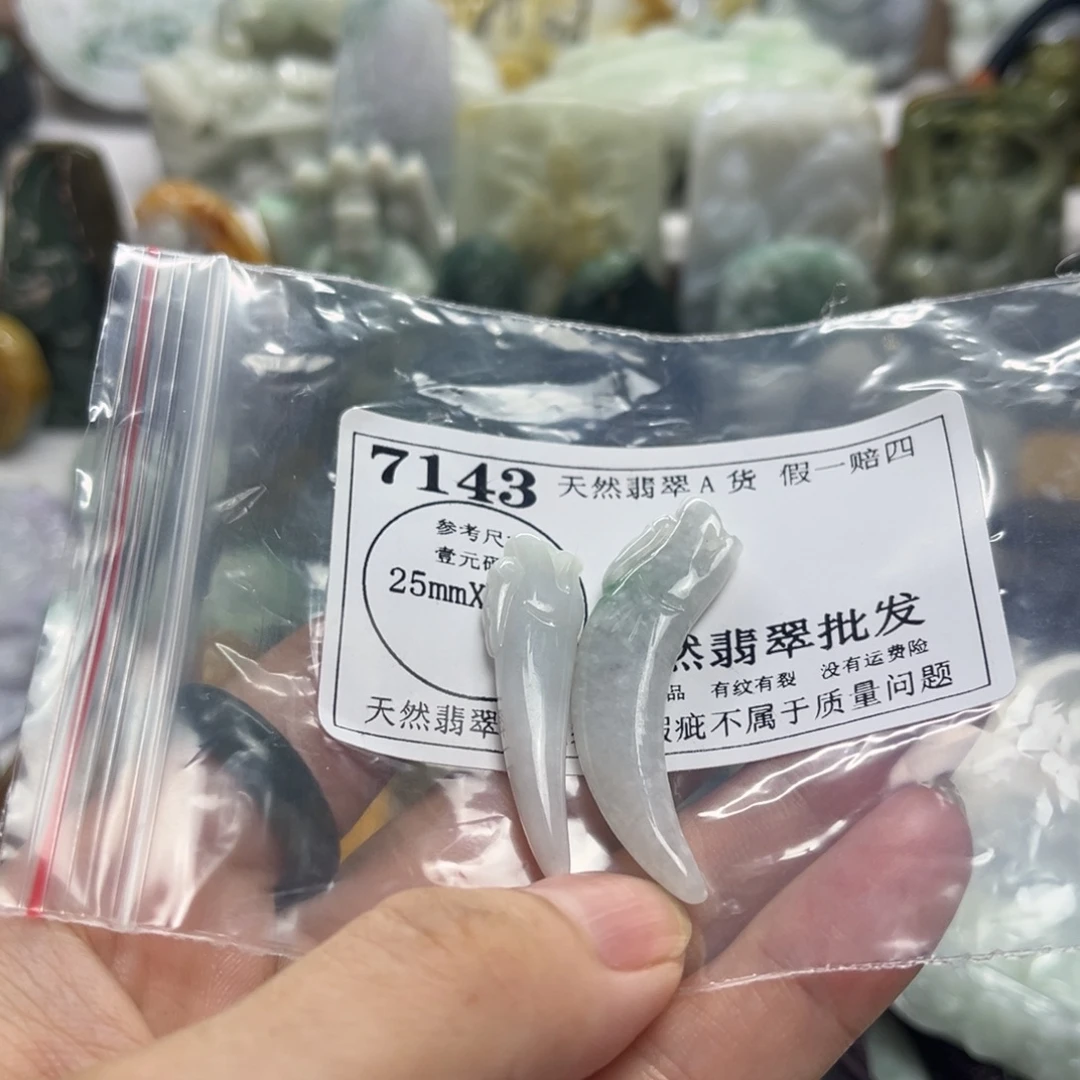 7143 天然翡翠A货 假一赔四
参考尺
壹元
25mmX
然翡翠批发
品 有纹有裂 没有运费险
天然翡翠 瑕疵不属于质量问题